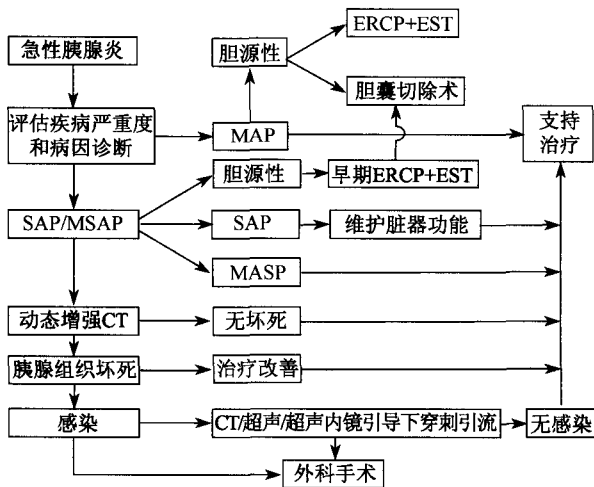 ERCP+EST
急性胰腺炎
胆源性
胆囊切除术
评估疾病严重度
和病因诊断
MAP
支持
治疗
胆源性
早期ERCP+EST
SAP/MSAP
SAP
维护脏器功能
MASP
动态增强CT
无坏死
胰腺组织坏死
治疗改善
感染
CT/超声/超声内镜引导下穿刺引流
无感染
外科手术